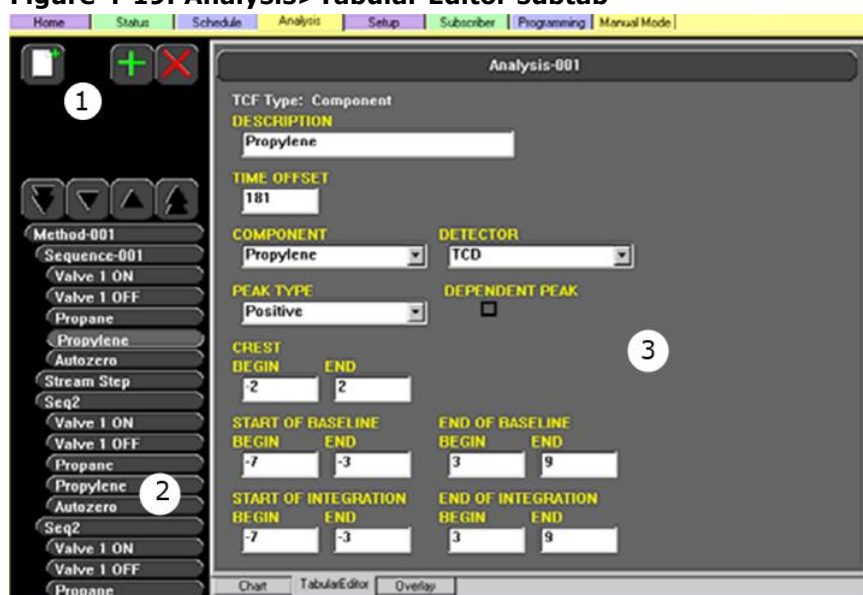 Figure 4-19: Analysis>Tabular Editor subtab
Home Status Schedule Analysis Setup Subscriber Programming Manual Mode
1
Analysis-001
TCF Type: Component
DESCRIPTION
Propylene
TIME OFFSET
181
COMPONENT DETECTOR
Propylene TCD
PEAK TYPE DEPENDENT PEAK
Positive
CREST
BEGIN END
-2 2
START OF BASELINE END OF BASELINE
BEGIN END BEGIN END
-7 -3 3 9
START OF INTEGRATION END OF INTEGRATION
BEGIN END BEGIN END
-7 -3 3 9
3
Method-001
Sequence-001
Valve 1 ON
Valve 1 OFF
Propane
Propylene
Autozero
Stream Step
Seq2
Valve 1 ON
Valve 1 OFF
Propane
Propylene
2
Autozero
Seq2
Valve 1 ON
Valve 1 OFF
Propane
Chart TabularEditor Overlay